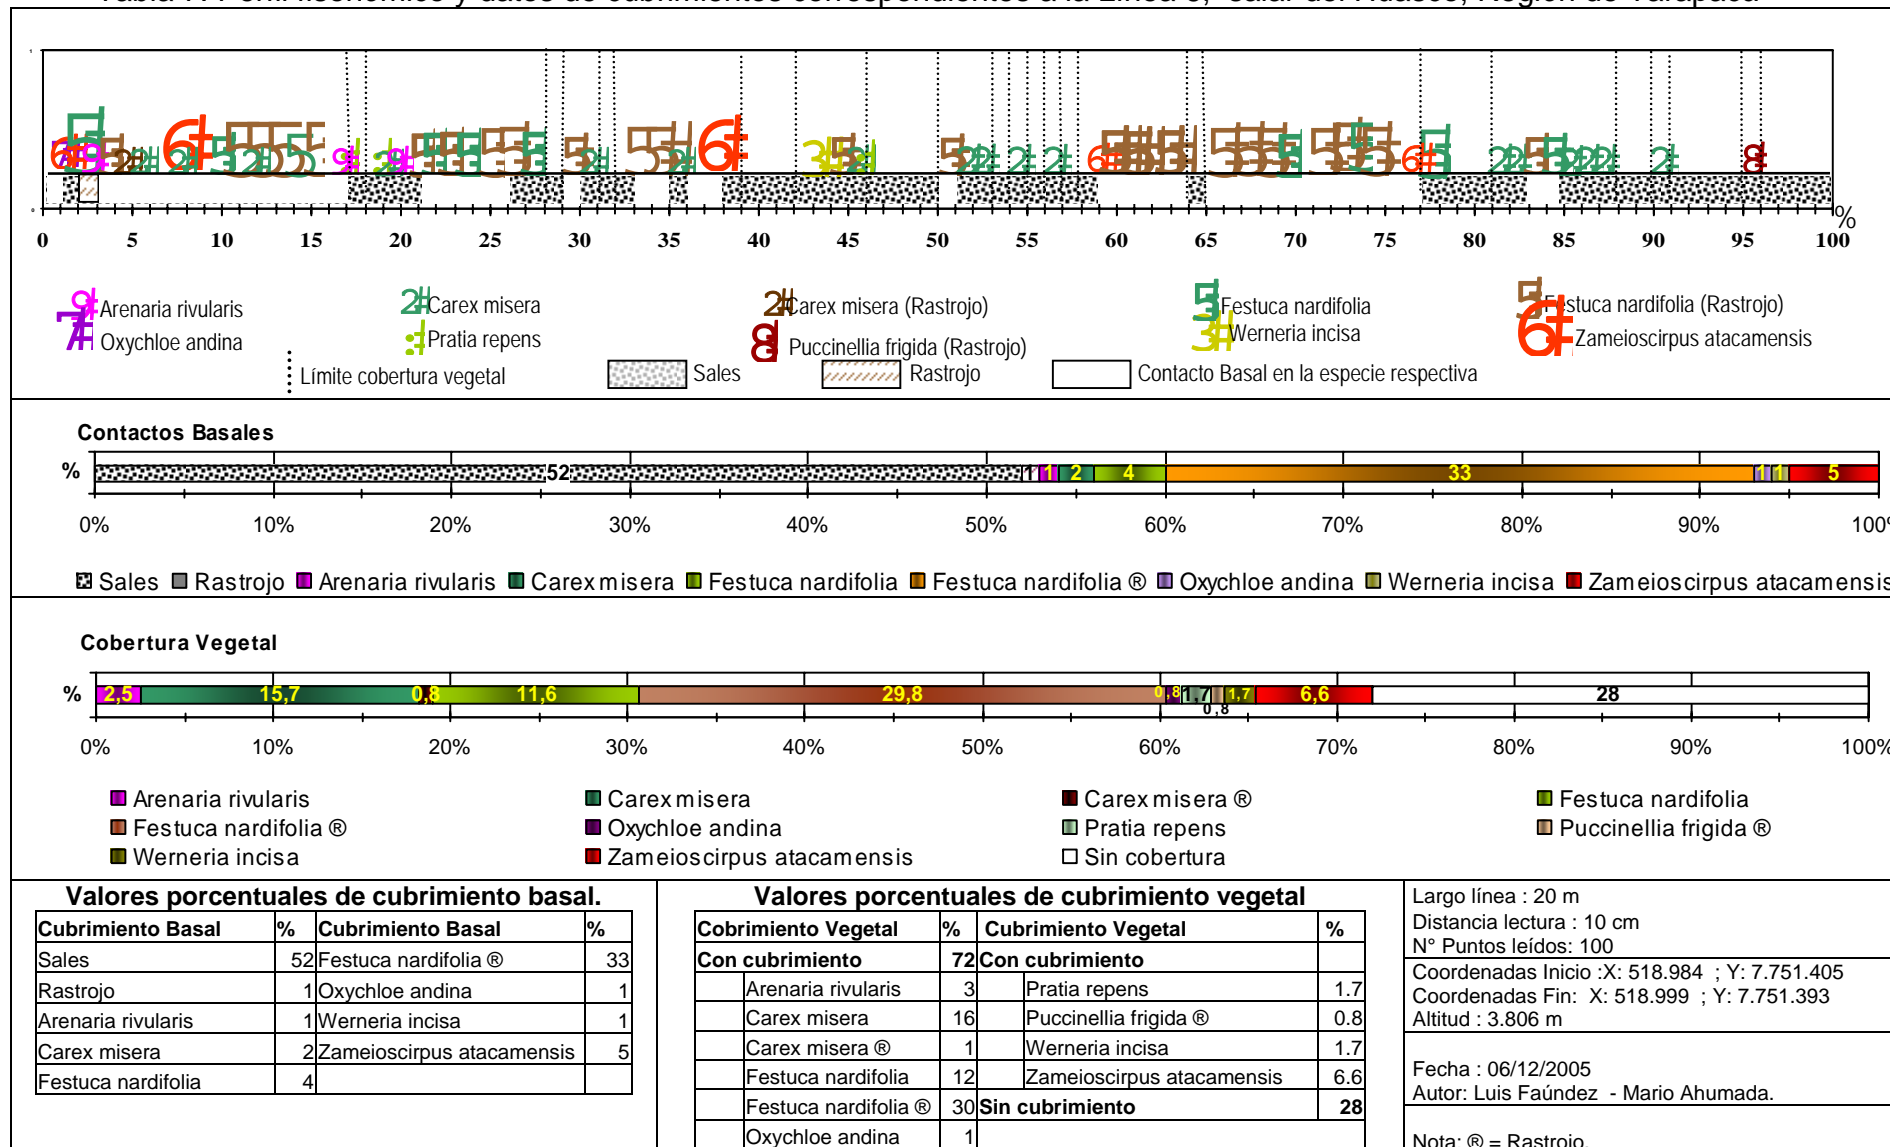 1
0
%
0 5 10 15 20 25 30 35 40 45 50 55 60 65 70 75 80 85 90 95 100
Arenaria rivularis
Carex misera
Carex misera (Rastrojo)
Festuca nardifolia
Festuca nardifolia (Rastrojo)
Oxychloe andina
Pratia repens
Puccinellia frigida (Rastrojo)
Werneria incisa
Zameioscirpus atacamensis
Límite cobertura vegetal
Sales
Rastrojo
Contacto Basal en la especie respectiva
Contactos Basales
%
52 1 1 2 4 33 1 1 5
0% 10% 20% 30% 40% 50% 60% 70% 80% 90% 100%
Sales Rastrojo Arenaria rivularis Carex misera Festuca nardifolia Festuca nardifolia ® Oxychloe andina Werneria incisa Zameioscirpus atacamensis
Cobertura Vegetal
%
2,5 15,7 0,8 11,6 29,8 0,8 1,7 0,8 1,7 6,6 28
0% 10% 20% 30% 40% 50% 60% 70% 80% 90% 100%
Arenaria rivularis Carex misera Carex misera ® Festuca nardifolia
Festuca nardifolia ® Oxychloe andina Pratia repens Puccinellia frigida ®
Werneria incisa Zameioscirpus atacamensis Sin cobertura
Valores porcentuales de cubrimiento basal.
Cubrimiento Basal % Cubrimiento Basal %
Sales 52 Festuca nardifolia ® 33
Rastrojo 1 Oxychloe andina 1
Arenaria rivularis 1 Werneria incisa 1
Carex misera 2 Zameioscirpus atacamensis 5
Festuca nardifolia 4
Valores porcentuales de cubrimiento vegetal
Cobrimiento Vegetal % Cubrimiento Vegetal %
Con cubrimiento 72 Con cubrimiento
Arenaria rivularis 3 Pratia repens 1.7
Carex misera 16 Puccinellia frigida ® 0.8
Carex misera ® 1 Werneria incisa 1.7
Festuca nardifolia 12 Zameioscirpus atacamensis 6.6
Festuca nardifolia ® 30 Sin cubrimiento 28
Oxychloe andina 1
Largo línea : 20 m
Distancia lectura : 10 cm
N° Puntos leídos: 100
Coordenadas Inicio :X: 518.984 ; Y: 7.751.405
Coordenadas Fin: X: 518.999 ; Y: 7.751.393
Altitud : 3.806 m
Fecha : 06/12/2005
Autor: Luis Faúndez - Mario Ahumada.
Nota: ® = Rastrojo.